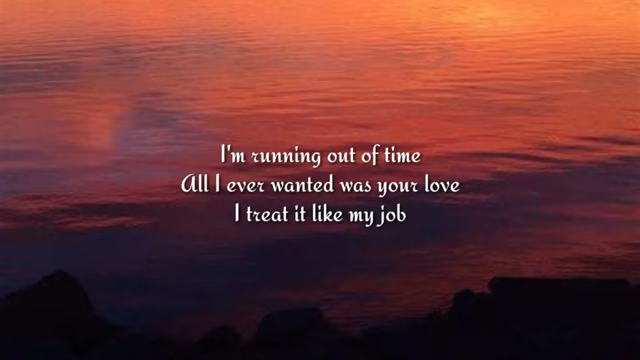 I'm running out of time
All I ever wanted was your love
I treat it like my job